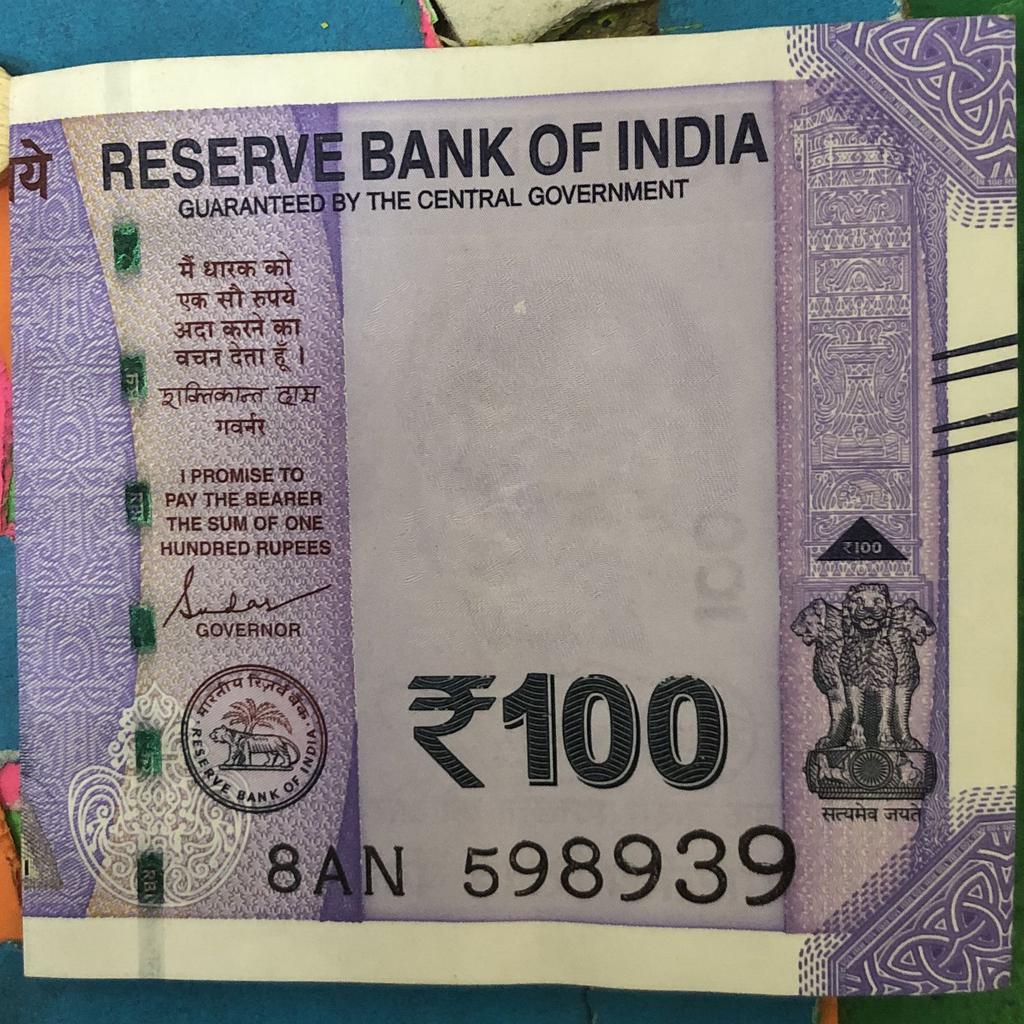 ये
RESERVE BANK OF INDIA
GUARANTEED BY THE CENTRAL GOVERNMENT
मैं धारक को
एक सौ रुपये
अदा करने का
वचन देता हूँ।
शक्तिकान्त दास
गवर्नर
I PROMISE TO
PAY THE BEARER
THE SUM OF ONE
HUNDRED RUPEES
GOVERNOR
भारतीय रिज़र्व बैंक
RESERVE BANK OF INDIA
₹100
₹100
सत्यमेव जयते
8AN 598939
RBI
100